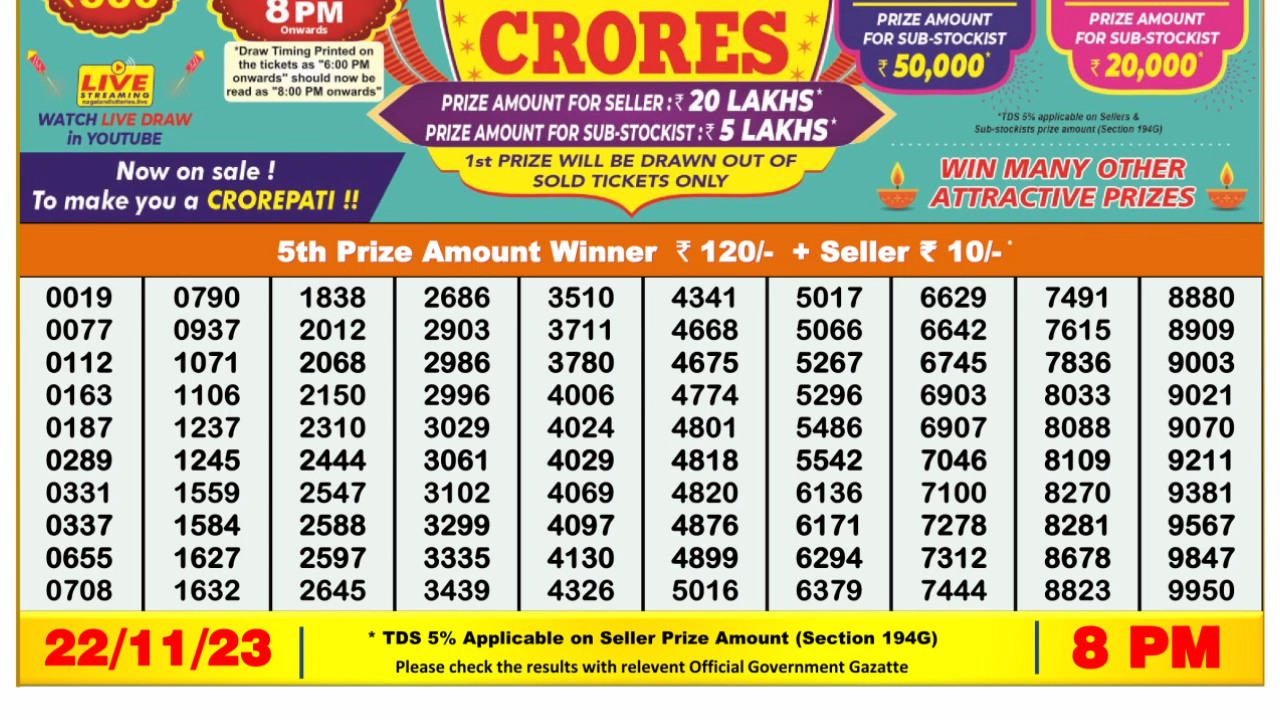 8 PM
Onwards
*Draw Timing Printed on
the tickets as "6:00 PM
onwards" should now be
read as "8:00 PM onwards"
LIVE
STREAMING
nagalandlotteries.live
WATCH LIVE DRAW
in YOUTUBE
Now on sale !
To make you a CROREPATI !!
CRORES
PRIZE AMOUNT FOR SELLER : ₹ 20 LAKHS*
PRIZE AMOUNT FOR SUB-STOCKIST : ₹ 5 LAKHS*
1st PRIZE WILL BE DRAWN OUT OF
SOLD TICKETS ONLY
PRIZE AMOUNT
FOR SUB-STOCKIST
₹ 50,000*
PRIZE AMOUNT
FOR SUB-STOCKIST
₹ 20,000*
*TDS 5% applicable on Sellers &
Sub-stockists prize amount (Section 194G)
WIN MANY OTHER
ATTRACTIVE PRIZES
5th Prize Amount Winner ₹ 120/- + Seller ₹ 10/-*
0019 0790 1838 2686 3510 4341 5017 6629 7491 8880
0077 0937 2012 2903 3711 4668 5066 6642 7615 8909
0112 1071 2068 2986 3780 4675 5267 6745 7836 9003
0163 1106 2150 2996 4006 4774 5296 6903 8033 9021
0187 1237 2310 3029 4024 4801 5486 6907 8088 9070
0289 1245 2444 3061 4029 4818 5542 7046 8109 9211
0331 1559 2547 3102 4069 4820 6136 7100 8270 9381
0337 1584 2588 3299 4097 4876 6171 7278 8281 9567
0655 1627 2597 3335 4130 4899 6294 7312 8678 9847
0708 1632 2645 3439 4326 5016 6379 7444 8823 9950
22/11/23
* TDS 5% Applicable on Seller Prize Amount (Section 194G)
Please check the results with relevent Official Government Gazatte
8 PM